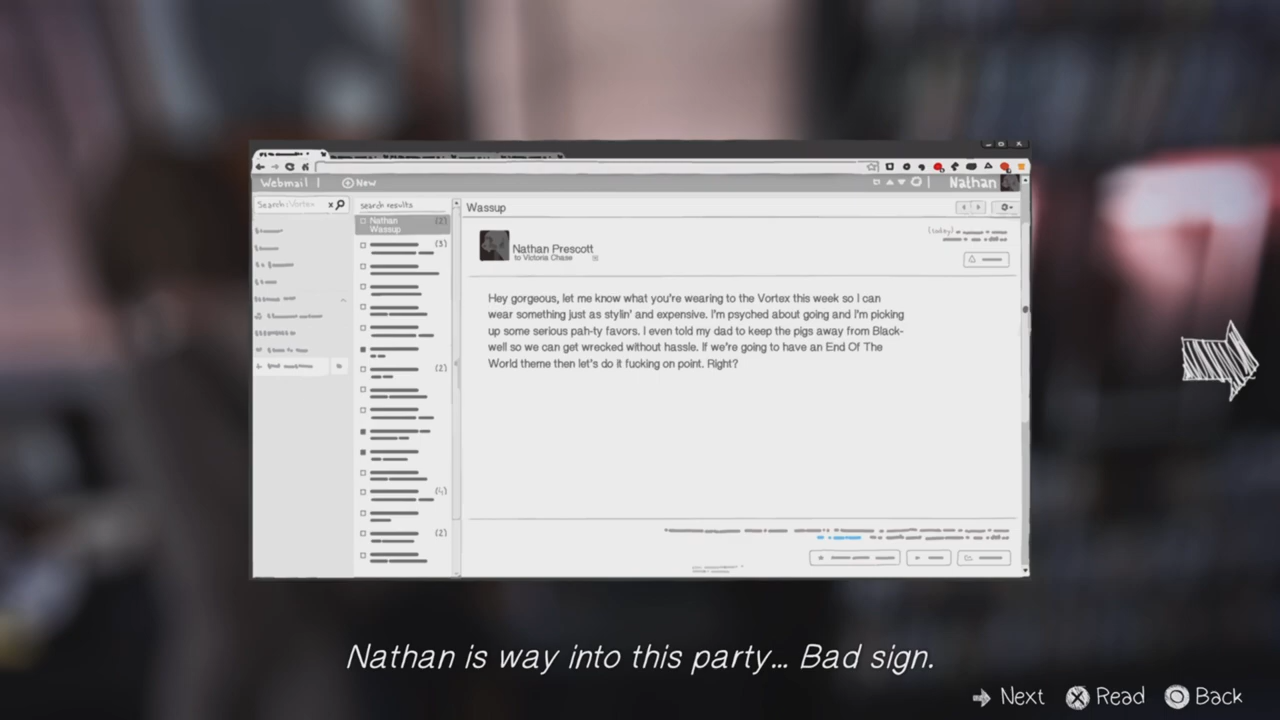 Webmail |
New
Nathan
Search:Vortex x
search results
Wassup
Nathan (2)
Wassup
(today)
Nathan Prescott
to Victoria Chase
(3)
Hey gorgeous, let me know what you're wearing to the Vortex this week so I can
wear something just as stylin' and expensive. I'm psyched about going and I'm picking
up some serious pah-ty favors. I even told my dad to keep the pigs away from Black-
well so we can get wrecked without hassle. If we're going to have an End Of The
World theme then let's do it fucking on point. Right?
(2)
(4)
(2)
Nathan is way into this party... Bad sign.
Next X Read Back